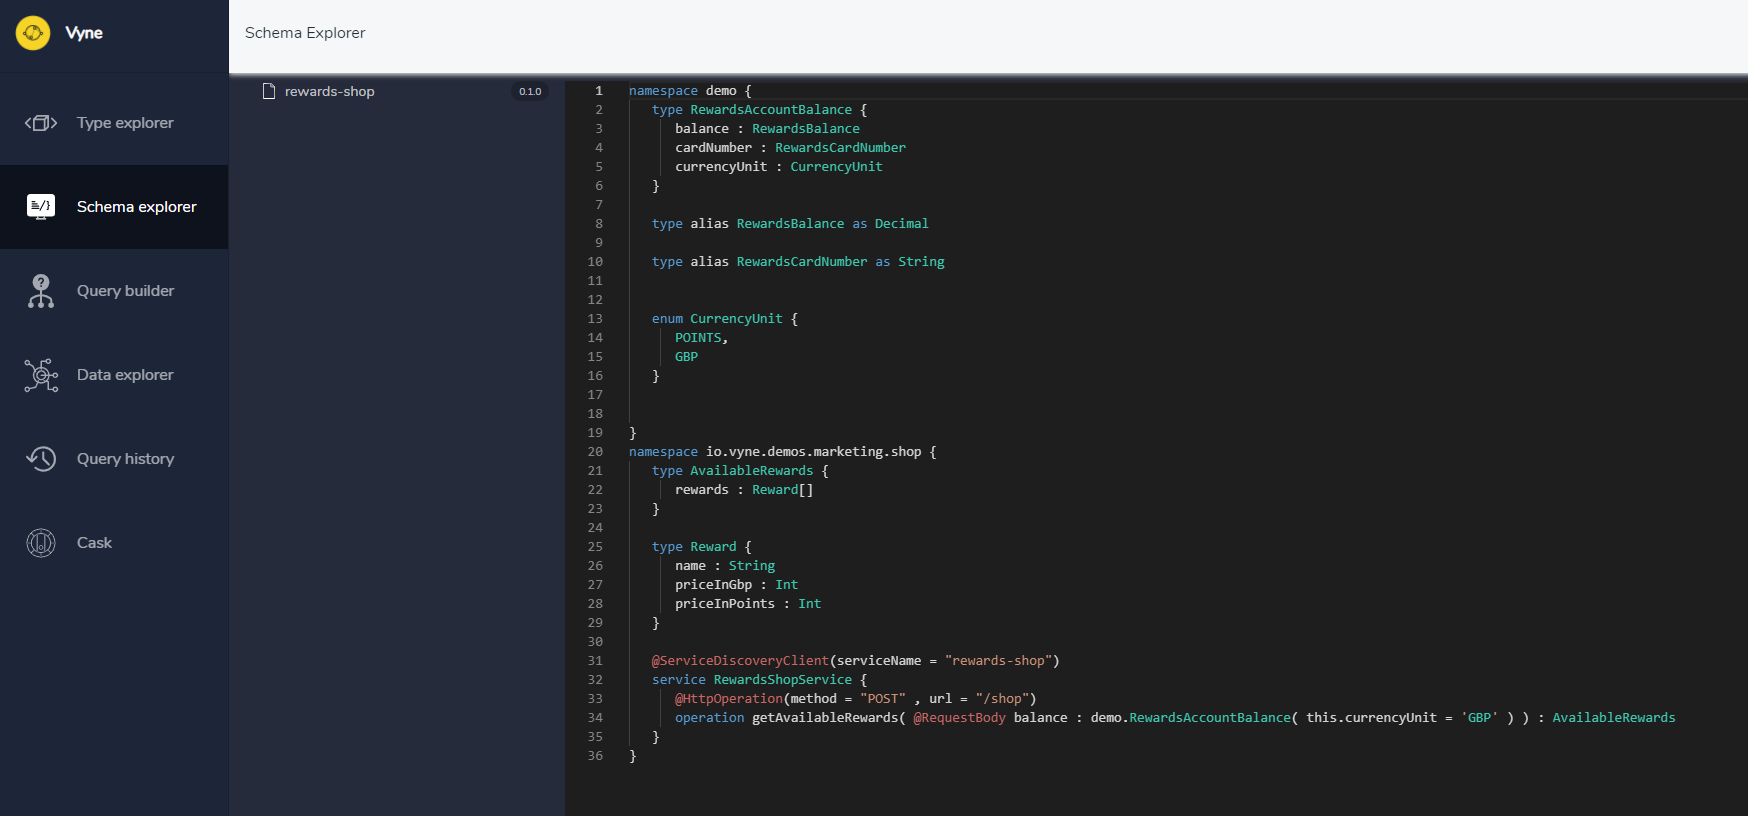 Vyne
Schema Explorer
Type explorer
Schema explorer
Query builder
Data explorer
Query history
Cask
rewards-shop 0.1.0
1 namespace demo {
2 type RewardsAccountBalance {
3 balance : RewardsBalance
4 cardNumber : RewardsCardNumber
5 currencyUnit : CurrencyUnit
6 }
7
8 type alias RewardsBalance as Decimal
9
10 type alias RewardsCardNumber as String
11
12
13 enum CurrencyUnit {
14 POINTS,
15 GBP
16 }
17
18
19 }
20 namespace io.vyne.demos.marketing.shop {
21 type AvailableRewards {
22 rewards : Reward[]
23 }
24
25 type Reward {
26 name : String
27 priceInGbp : Int
28 priceInPoints : Int
29 }
30
31 @ServiceDiscoveryClient(serviceName = "rewards-shop")
32 service RewardsShopService {
33 @HttpOperation(method = "POST" , url = "/shop")
34 operation getAvailableRewards( @RequestBody balance : demo.RewardsAccountBalance( this.currencyUnit = 'GBP' ) ) : AvailableRewards
35 }
36 }